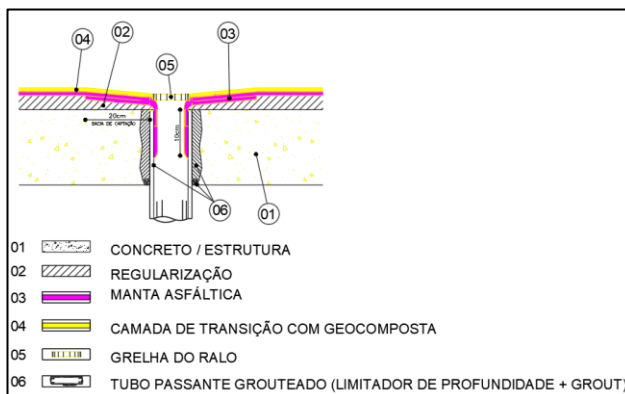 04
02
05
03
20cm
BACIA DE CAPTAÇÃO
10cm
06
01
01 CONCRETO / ESTRUTURA
02 REGULARIZAÇÃO
03 MANTA ASFÁLTICA
04 CAMADA DE TRANSIÇÃO COM GEOCOMPOSTA
05 GRELHA DO RALO
06 TUBO PASSANTE GROUTEADO (LIMITADOR DE PROFUNDIDADE + GROUT)